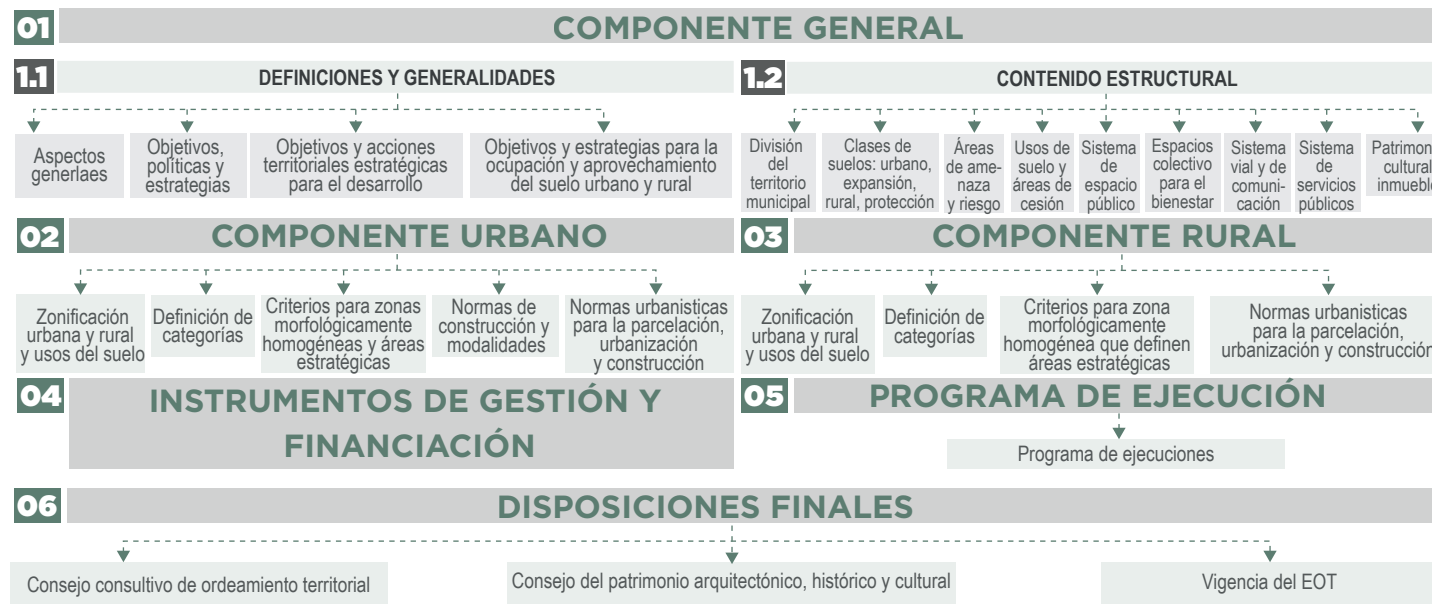 01 COMPONENTE GENERAL
1.1 DEFINICIONES Y GENERALIDADES
Aspectos
generlaes
Objetivos,
políticas y
estrategias
Objetivos y acciones
territoriales estratégicas
para el desarrollo
Objetivos y estrategias para la
ocupación y aprovechamiento
del suelo urbano y rural
1.2 CONTENIDO ESTRUCTURAL
División
del
territorio
municipal
Clases de
suelos: urbano,
expansión,
rural, protección
Áreas
de ame-
naza
y riesgo
Usos de
suelo y
áreas de
cesión
Sistema
de
espacio
público
Espacios
colectivo
para el
bienestar
Sistema
vial y de
comuni-
cación
Sistema
de
servicios
públicos
Patrimon
cultural
inmueble
02 COMPONENTE URBANO
Zonificación
urbana y rural
y usos del suelo
Definición de
categorías
Criterios para zonas
morfológicamente
homogéneas y áreas
estratégicas
Normas de
construcción y
modalidades
Normas urbanisticas
para la parcelación,
urbanización
y construcción
03 COMPONENTE RURAL
Zonificación
urbana y rural
y usos del suelo
Definición de
categorías
Criterios para zona
morfológicamente
homogénea que definen
áreas estratégicas
Normas urbanisticas
para la parcelación,
urbanización y construcción
04 INSTRUMENTOS DE GESTIÓN Y
FINANCIACIÓN
05 PROGRAMA DE EJECUCIÓN
Programa de ejecuciones
06 DISPOSICIONES FINALES
Consejo consultivo de ordeamiento territorial
Consejo del patrimonio arquitectónico, histórico y cultural
Vigencia del EOT